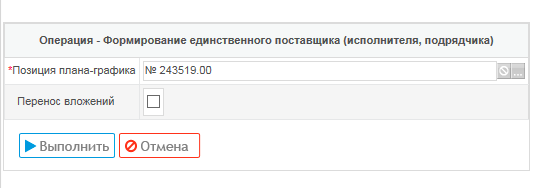 Операция - Формирование единственного поставщика (исполнителя, подрядчика)
*Позиция плана-графика № 243519.00 ...
Перенос вложений
Выполнить Отмена